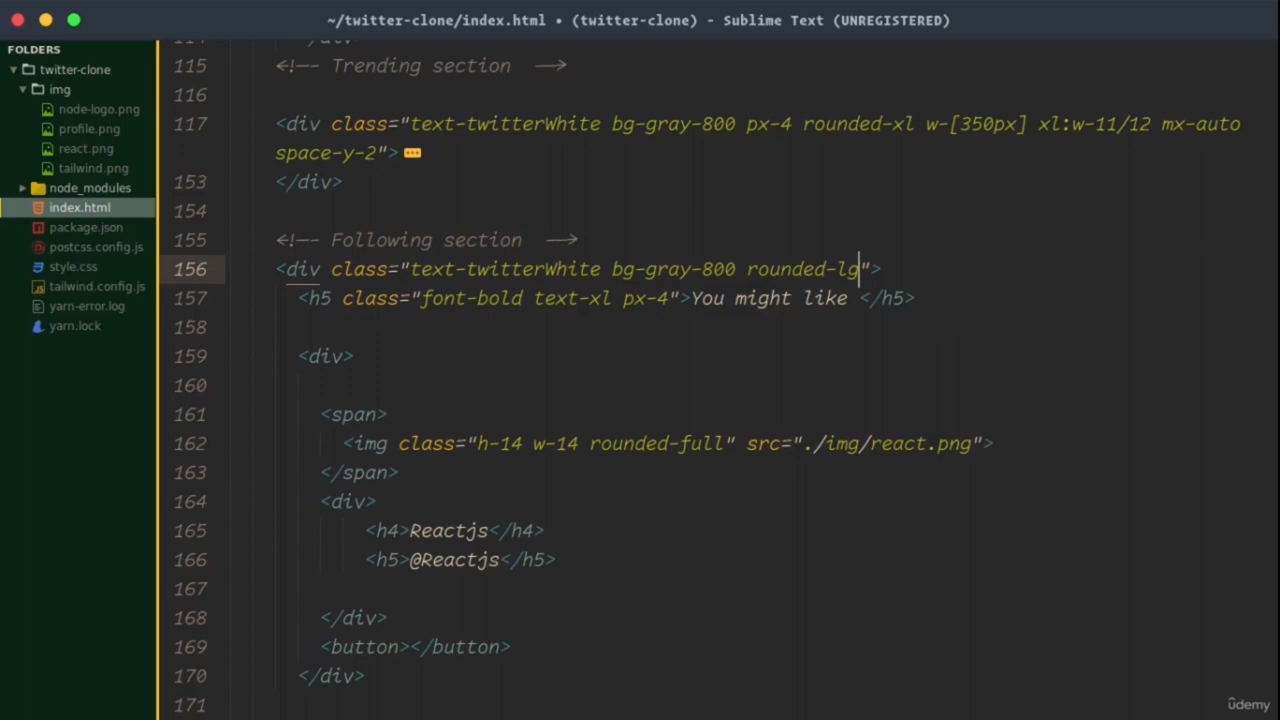 ~/twitter-clone/index.html • (twitter-clone) - Sublime Text (UNREGISTERED)
FOLDERS
twitter-clone
img
node-logo.png
profile.png
react.png
tailwind.png
node_modules
index.html
package.json
postcss.config.js
style.css
tailwind.config.js
yarn-error.log
yarn.lock
114 </div>
115 <!-- Trending section -->
116
117 <div class="text-twitterWhite bg-gray-800 px-4 rounded-xl w-[350px] xl:w-11/12 mx-auto
space-y-2">
153 </div>
154
155 <!-- Following section -->
156 <div class="text-twitterWhite bg-gray-800 rounded-lg">
157 <h5 class="font-bold text-xl px-4">You might like </h5>
158
159 <div>
160
161 <span>
162 <img class="h-14 w-14 rounded-full" src="./img/react.png">
163 </span>
164 <div>
165 <h4>Reactjs</h4>
166 <h5>@Reactjs</h5>
167
168 </div>
169 <button></button>
170 </div>
171
ûdemy